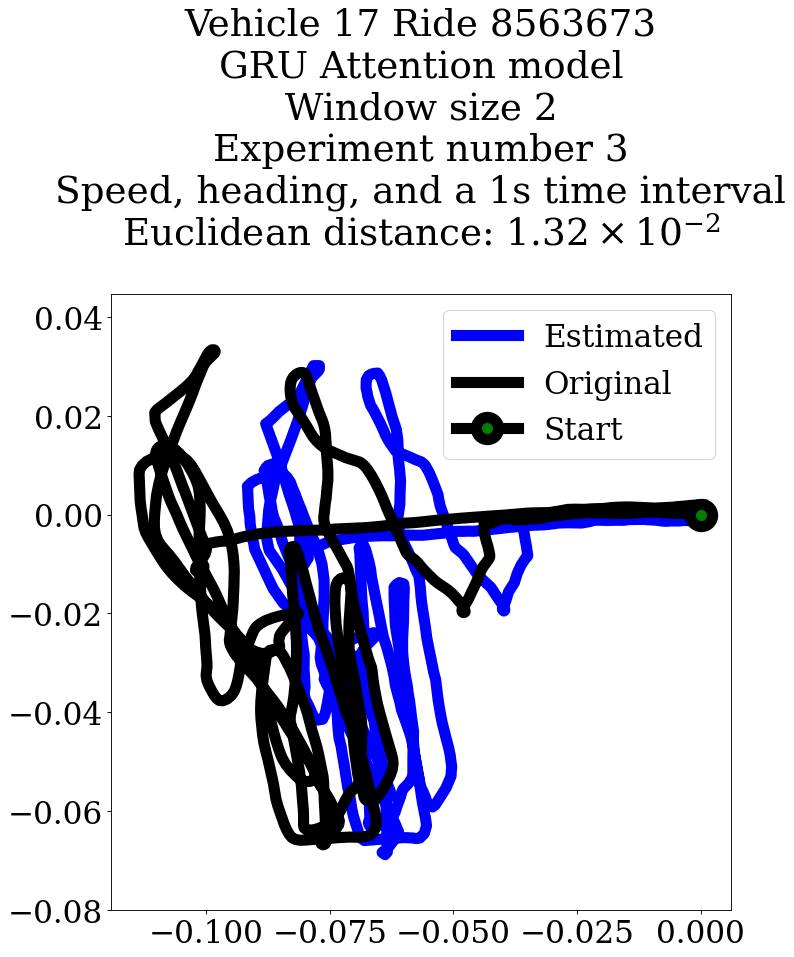 Vehicle 17 Ride 8563673
GRU Attention model
Window size 2
Experiment number 3
Speed, heading, and a 1s time interval
Euclidean distance: 1.32 × 10⁻²
Estimated
Original
Start
0.04
0.02
0.00
−0.02
−0.04
−0.06
−0.08
−0.100 −0.075 −0.050 −0.025 0.000